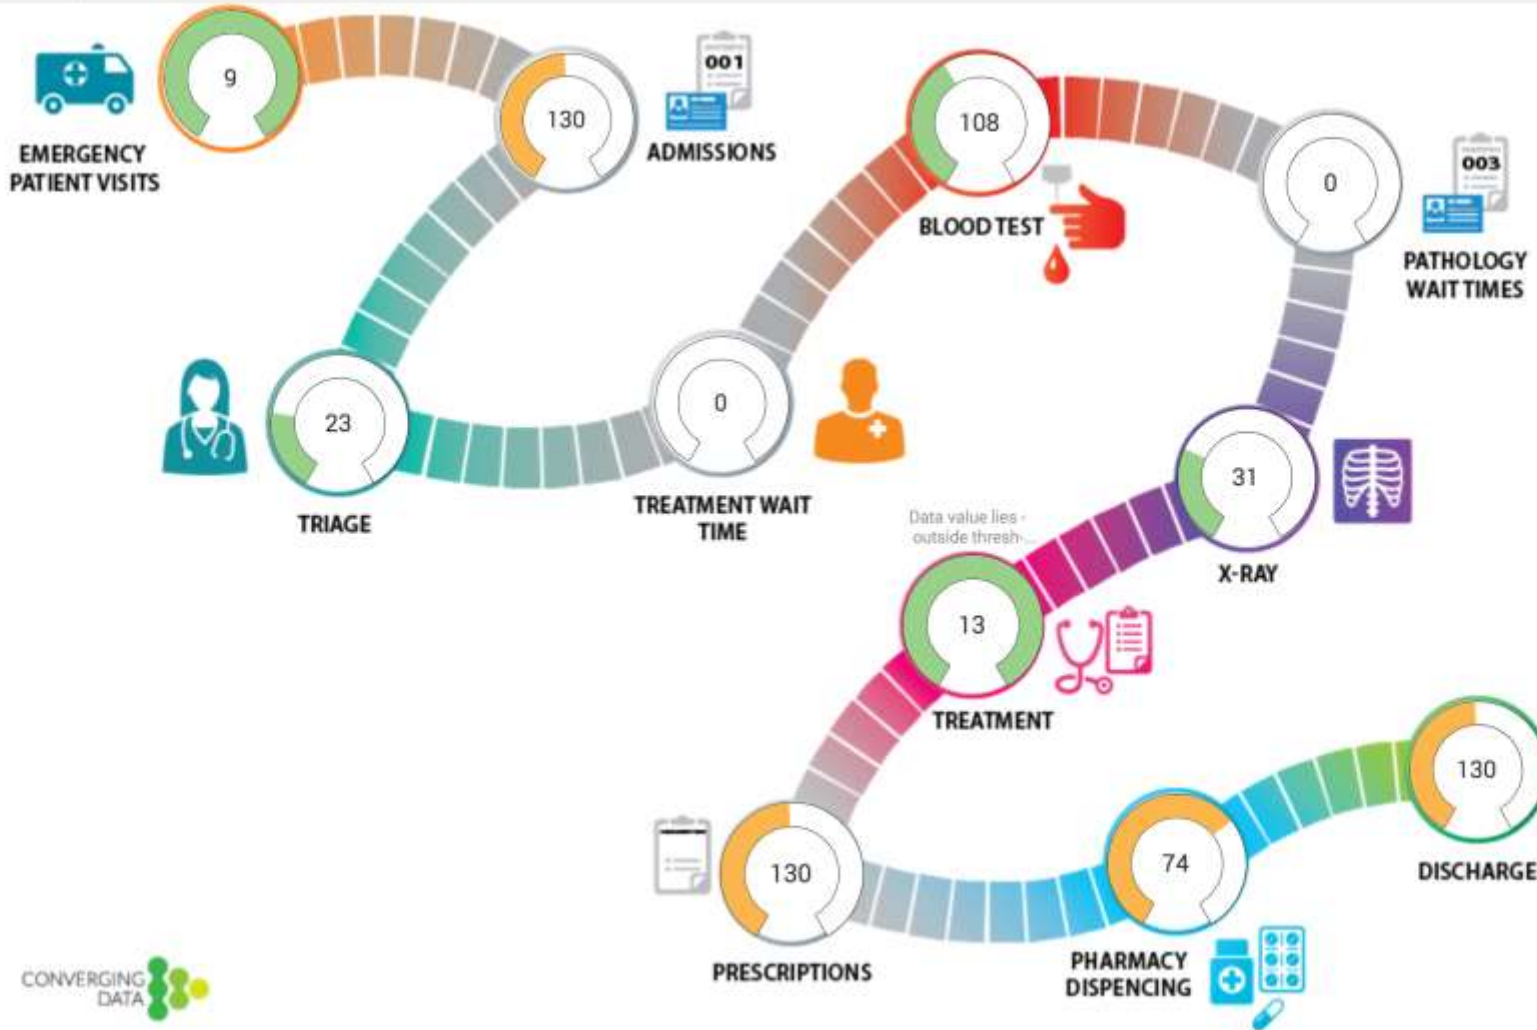 9
EMERGENCY
PATIENT VISITS
130
001
ADMISSIONS
108
BLOOD TEST
0
003
PATHOLOGY
WAIT TIMES
23
TRIAGE
0
TREATMENT WAIT
TIME
31
X-RAY
Data value lies -
outside thresh-...
13
TREATMENT
130
PRESCRIPTIONS
74
PHARMACY
DISPENCING
130
DISCHARGE
CONVERGING
DATA